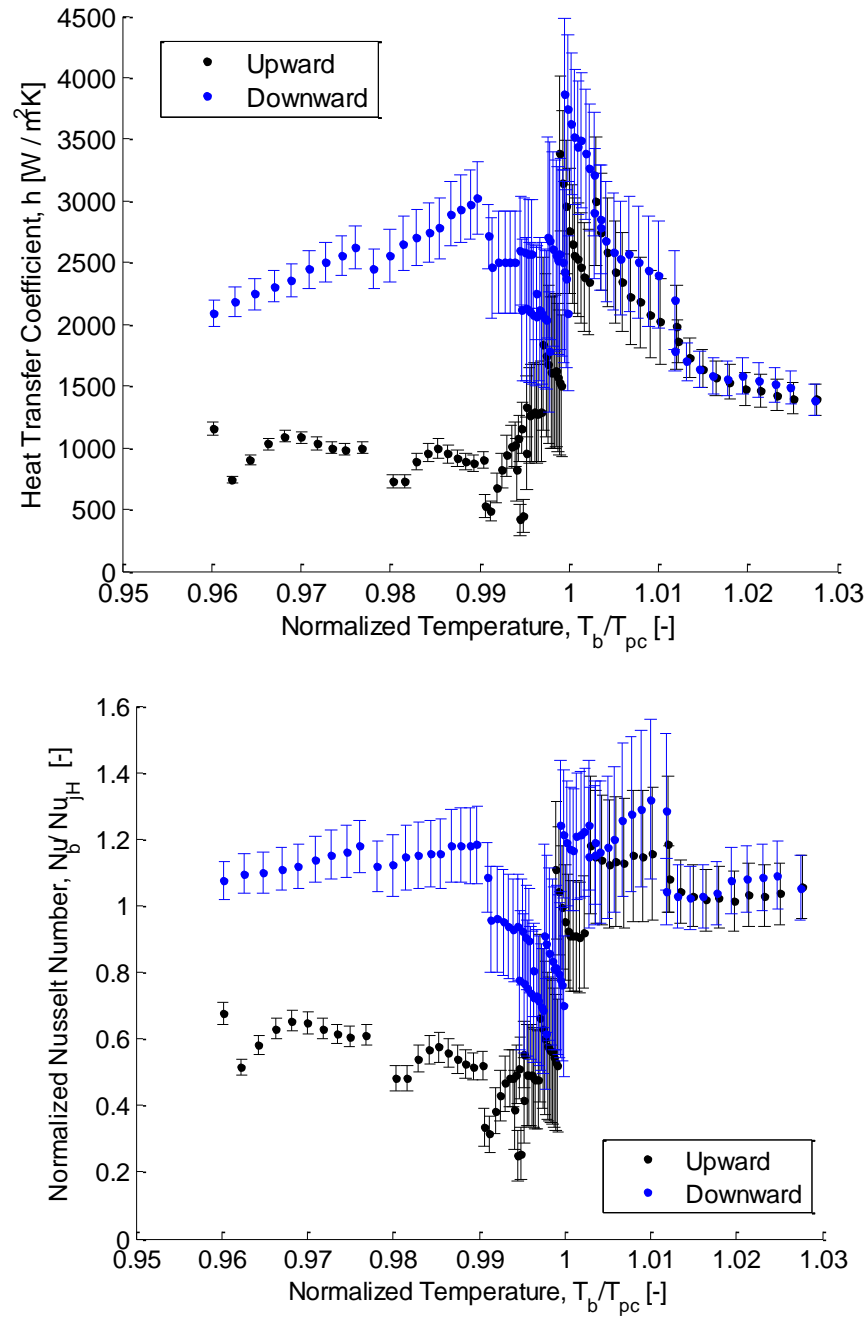 4500
4000
3500
3000
2500
2000
1500
1000
500
0
Heat Transfer Coefficient, h [W / m²K]
Upward
Downward
0.95 0.96 0.97 0.98 0.99 1 1.01 1.02 1.03
Normalized Temperature, T_b/T_pc [-]
1.6
1.4
1.2
1
0.8
0.6
0.4
0.2
0
Normalized Nusselt Number, N_b/ Nu_jH [-]
Upward
Downward
0.95 0.96 0.97 0.98 0.99 1 1.01 1.02 1.03
Normalized Temperature, T_b/T_pc [-]